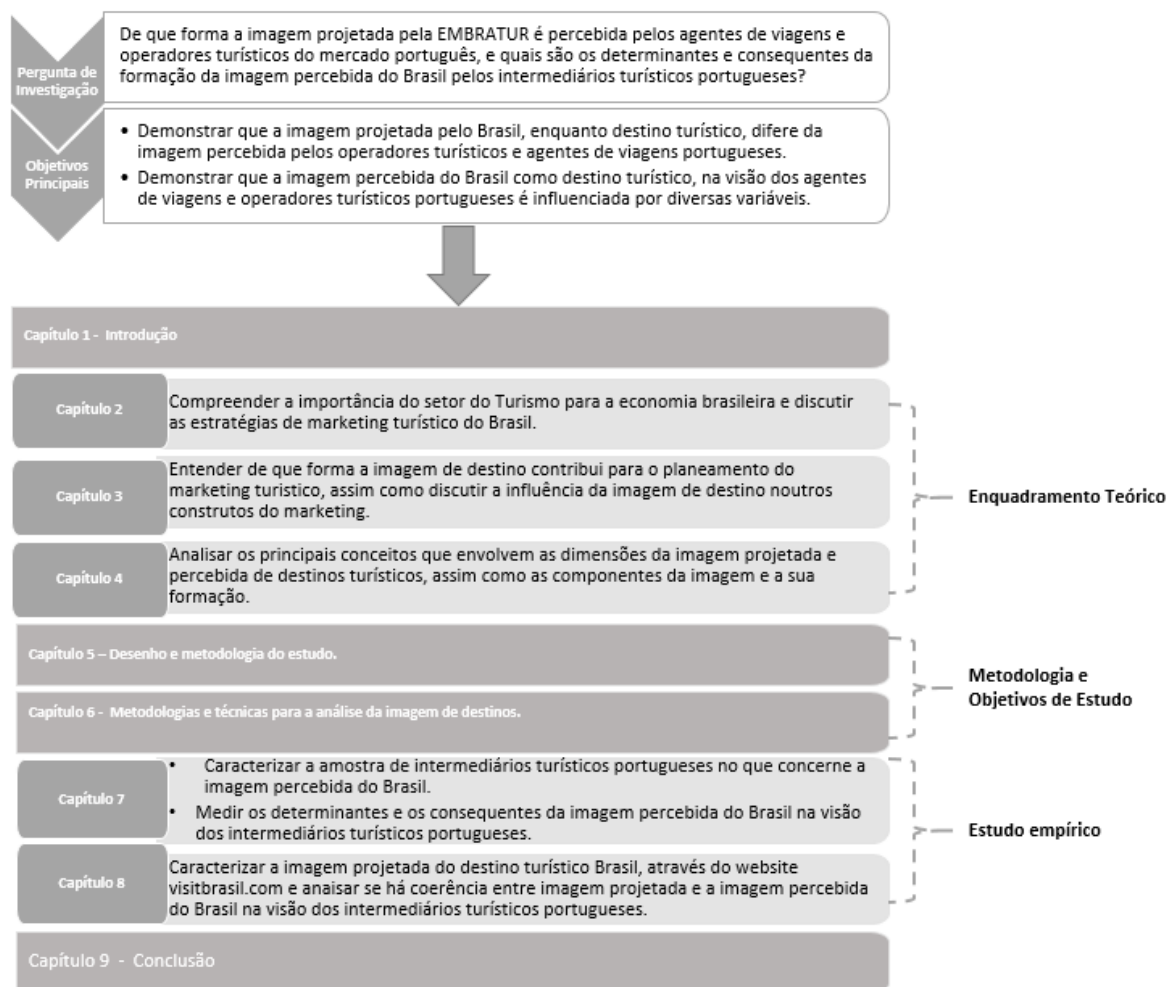 Pergunta de
Investigação
De que forma a imagem projetada pela EMBRATUR é percebida pelos agentes de viagens e
operadores turísticos do mercado português, e quais são os determinantes e consequentes da
formação da imagem percebida do Brasil pelos intermediários turísticos portugueses?
Objetivos
Principais
• Demonstrar que a imagem projetada pelo Brasil, enquanto destino turístico, difere da
imagem percebida pelos operadores turísticos e agentes de viagens portugueses.
• Demonstrar que a imagem percebida do Brasil como destino turístico, na visão dos agentes
de viagens e operadores turísticos portugueses é influenciada por diversas variáveis.
Capítulo 1 - Introdução
Capítulo 2
Compreender a importância do setor do Turismo para a economia brasileira e discutir
as estratégias de marketing turístico do Brasil.
Capítulo 3
Entender de que forma a imagem de destino contribui para o planeamento do
marketing turistico, assim como discutir a influência da imagem de destino noutros
construtos do marketing.
Capítulo 4
Analisar os principais conceitos que envolvem as dimensões da imagem projetada e
percebida de destinos turísticos, assim como as componentes da imagem e a sua
formação.
Enquadramento Teórico
Capítulo 5 – Desenho e metodologia do estudo.
Capítulo 6 - Metodologias e técnicas para a análise da imagem de destinos.
Metodologia e
Objetivos de Estudo
Capítulo 7
• Caracterizar a amostra de intermediários turísticos portugueses no que concerne a
imagem percebida do Brasil.
• Medir os determinantes e os consequentes da imagem percebida do Brasil na visão
dos intermediários turísticos portugueses.
Capítulo 8
Caracterizar a imagem projetada do destino turístico Brasil, através do website
visitbrasil.com e anaisar se há coerência entre imagem projetada e a imagem percebida
do Brasil na visão dos intermediários turísticos portugueses.
Estudo empírico
Capítulo 9 - Conclusão